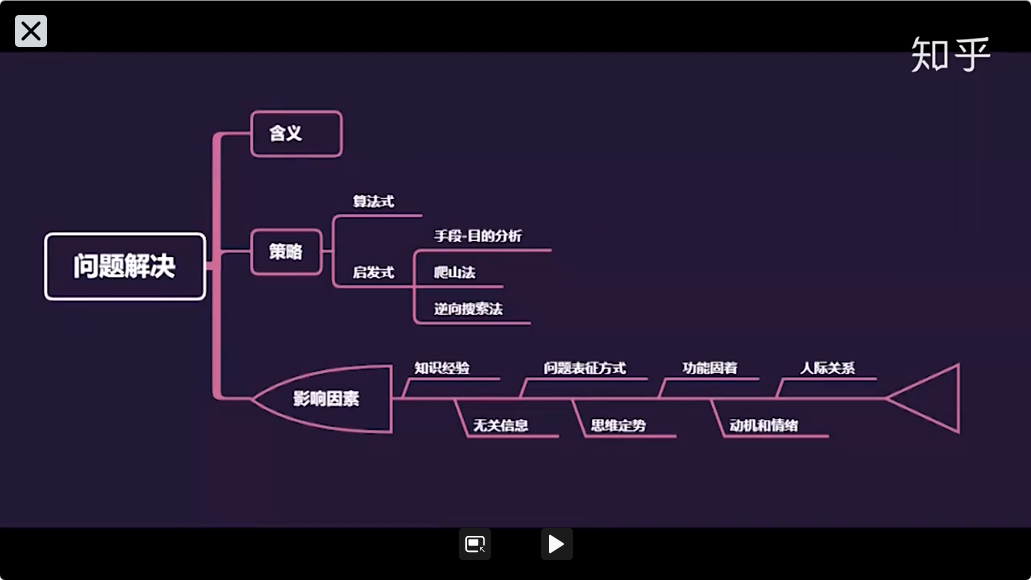 知乎
含义
算法式
手段-目的分析
问题解决
策略
启发式
爬山法
逆向搜索法
知识经验
问题表征方式
功能固着
人际关系
影响因素
无关信息
思维定势
动机和情绪